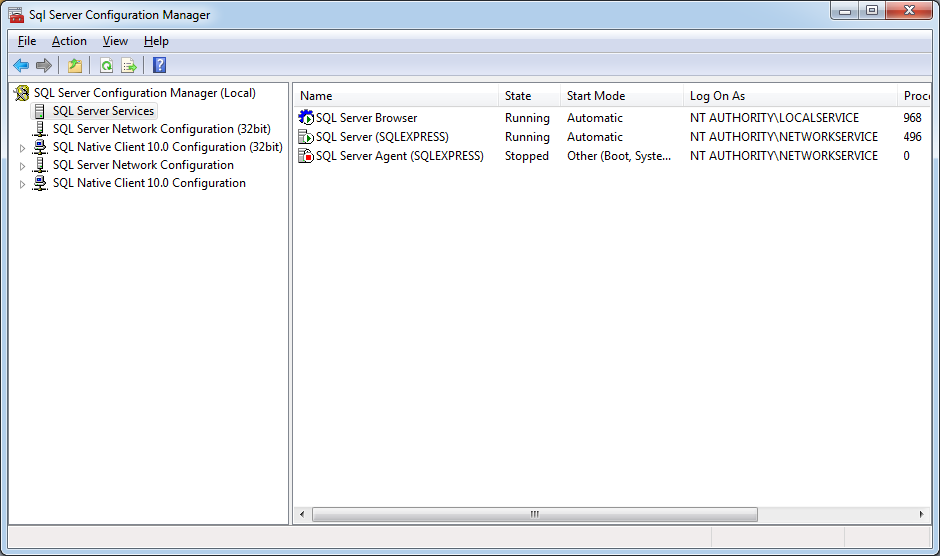 Sql Server Configuration Manager
File Action View Help
SQL Server Configuration Manager (Local)
SQL Server Services
SQL Server Network Configuration (32bit)
SQL Native Client 10.0 Configuration (32bit)
SQL Server Network Configuration
SQL Native Client 10.0 Configuration
Name State Start Mode Log On As Proce
SQL Server Browser Running Automatic NT AUTHORITY\LOCALSERVICE 968
SQL Server (SQLEXPRESS) Running Automatic NT AUTHORITY\NETWORKSERVICE 496
SQL Server Agent (SQLEXPRESS) Stopped Other (Boot, Syste... NT AUTHORITY\NETWORKSERVICE 0